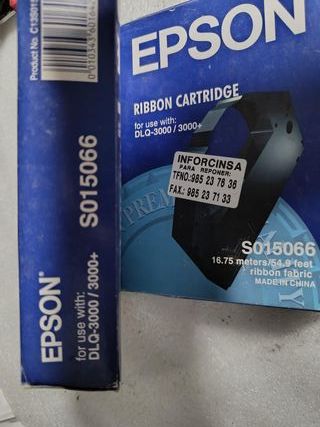 EPSON
RIBBON CARTRIDGE
for use with:
DLQ-3000 / 3000+
INFORCINSA
PARA REPONER:
TFNO.:985 23 76 36
FAX.: 985 23 71 33
PREM
S015066
16.75 meters/54.9 feet
ribbon fabric
MADE IN CHINA
EPSON
for use with:
DLQ-3000 / 3000+
S015066
Product No.